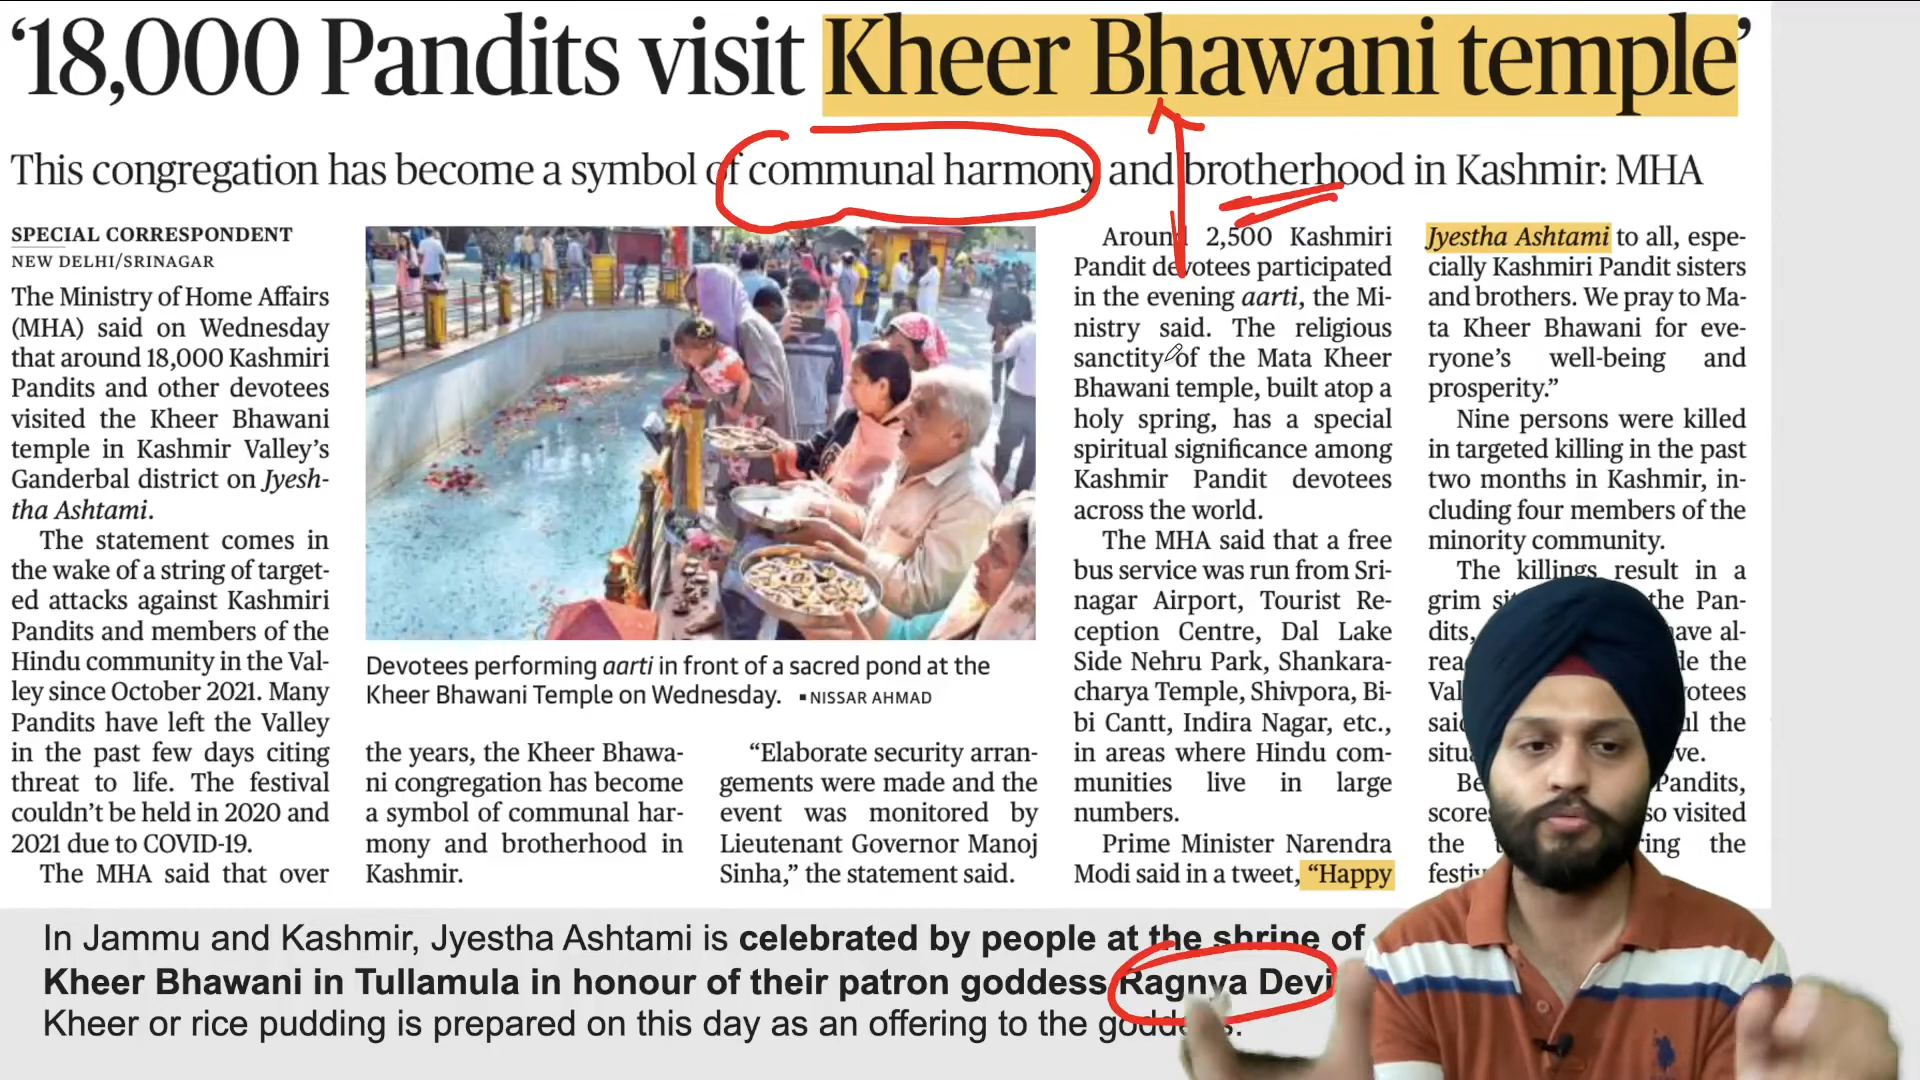 ‘18,000 Pandits visit Kheer Bhawani temple’
This congregation has become a symbol of communal harmony and brotherhood in Kashmir: MHA
SPECIAL CORRESPONDENT
NEW DELHI/SRINAGAR
The Ministry of Home Affairs
(MHA) said on Wednesday
that around 18,000 Kashmiri
Pandits and other devotees
visited the Kheer Bhawani
temple in Kashmir Valley’s
Ganderbal district on Jyesh-
tha Ashtami.
The statement comes in
the wake of a string of target-
ed attacks against Kashmiri
Pandits and members of the
Hindu community in the Val-
ley since October 2021. Many
Pandits have left the Valley
in the past few days citing
threat to life. The festival
couldn’t be held in 2020 and
2021 due to COVID-19.
The MHA said that over
Devotees performing aarti in front of a sacred pond at the
Kheer Bhawani Temple on Wednesday. ▪ NISSAR AHMAD
the years, the Kheer Bhawa-
ni congregation has become
a symbol of communal har-
mony and brotherhood in
Kashmir.
“Elaborate security arran-
gements were made and the
event was monitored by
Lieutenant Governor Manoj
Sinha,” the statement said.
Around 2,500 Kashmiri
Pandit devotees participated
in the evening aarti, the Mi-
nistry said. The religious
sanctity of the Mata Kheer
Bhawani temple, built atop a
holy spring, has a special
spiritual significance among
Kashmir Pandit devotees
across the world.
The MHA said that a free
bus service was run from Sri-
nagar Airport, Tourist Re-
ception Centre, Dal Lake
Side Nehru Park, Shankara-
charya Temple, Shivpora, Bi-
bi Cantt, Indira Nagar, etc.,
in areas where Hindu com-
munities live in large
numbers.
Prime Minister Narendra
Modi said in a tweet, “Happy
Jyestha Ashtami to all, espe-
cially Kashmiri Pandit sisters
and brothers. We pray to Ma-
ta Kheer Bhawani for eve-
ryone’s well-being and
prosperity.”
Nine persons were killed
in targeted killing in the past
two months in Kashmir, in-
cluding four members of the
minority community.
The killings result in a
grim the Pan-
dits, have al-
the
the
Pandits,
visited
the the
In Jammu and Kashmir, Jyestha Ashtami is celebrated by people at the shrine of
Kheer Bhawani in Tullamula in honour of their patron goddess Ragnya Devi
Kheer or rice pudding is prepared on this day as an offering to the goddess.